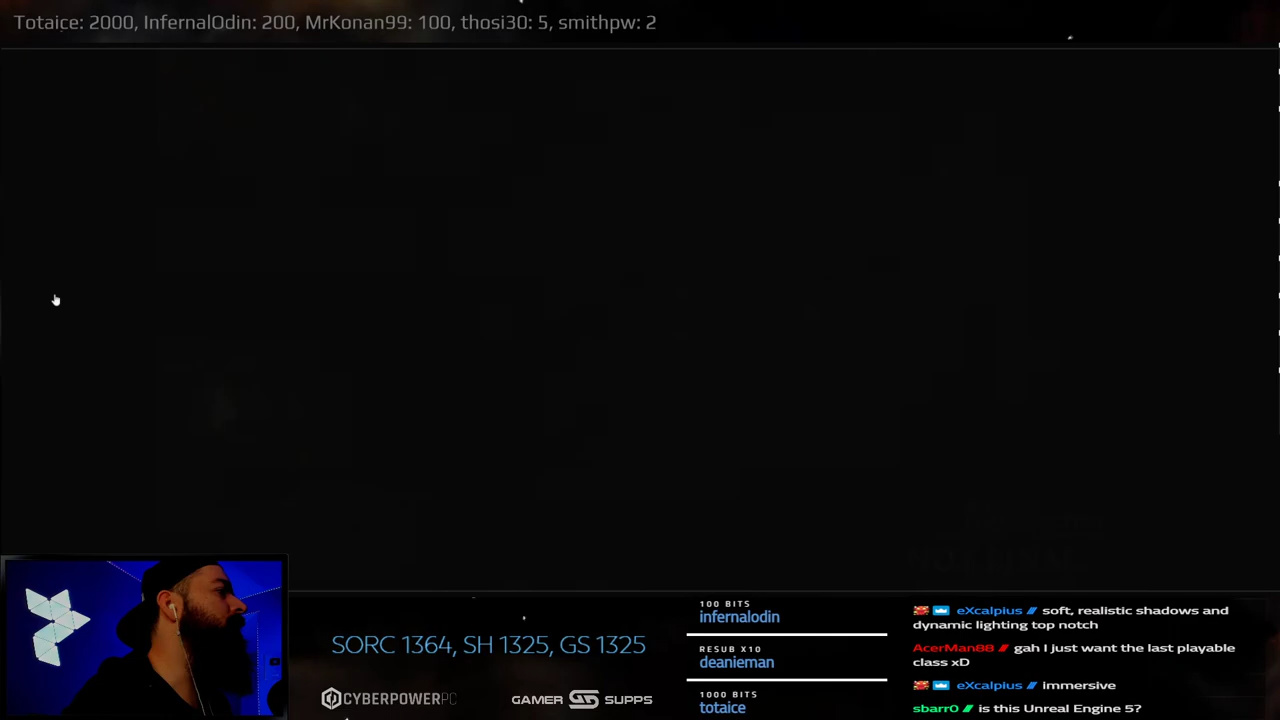 Totaice: 2000, InfernalOdin: 200, MrKonan99: 100, thosi30: 5, smithpw: 2
SORC 1364, SH 1325, GS 1325
CYBERPOWERPC
GAMER GS SUPPS
100 BITS
infernalodin
RESUB X10
deanieman
1000 BITS
totaice
eXcalpius // soft, realistic shadows and
dynamic lighting top notch
AcerMan88 // gah I just want the last playable
class xD
eXcalpius // immersive
sbarr0 // is this Unreal Engine 5?